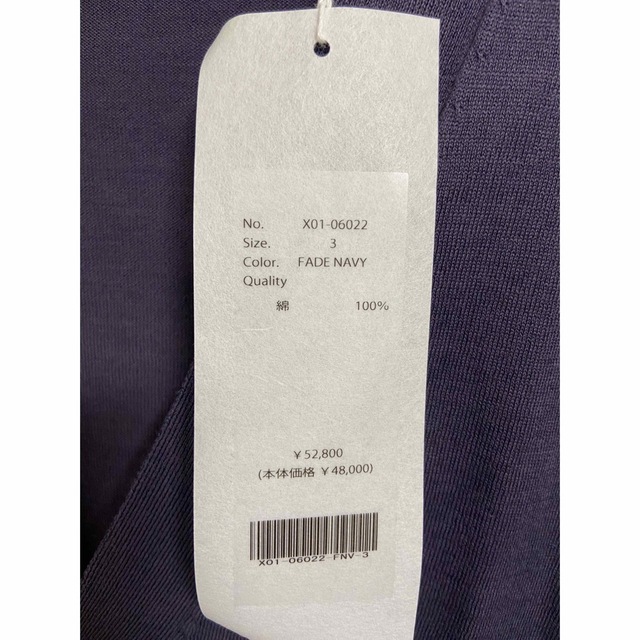 No. X01-06022
Size. 3
Color. FADE NAVY
Quality
綿 100%
￥52,800
(本体価格 ￥48,000)
X01-06022-FNV-3